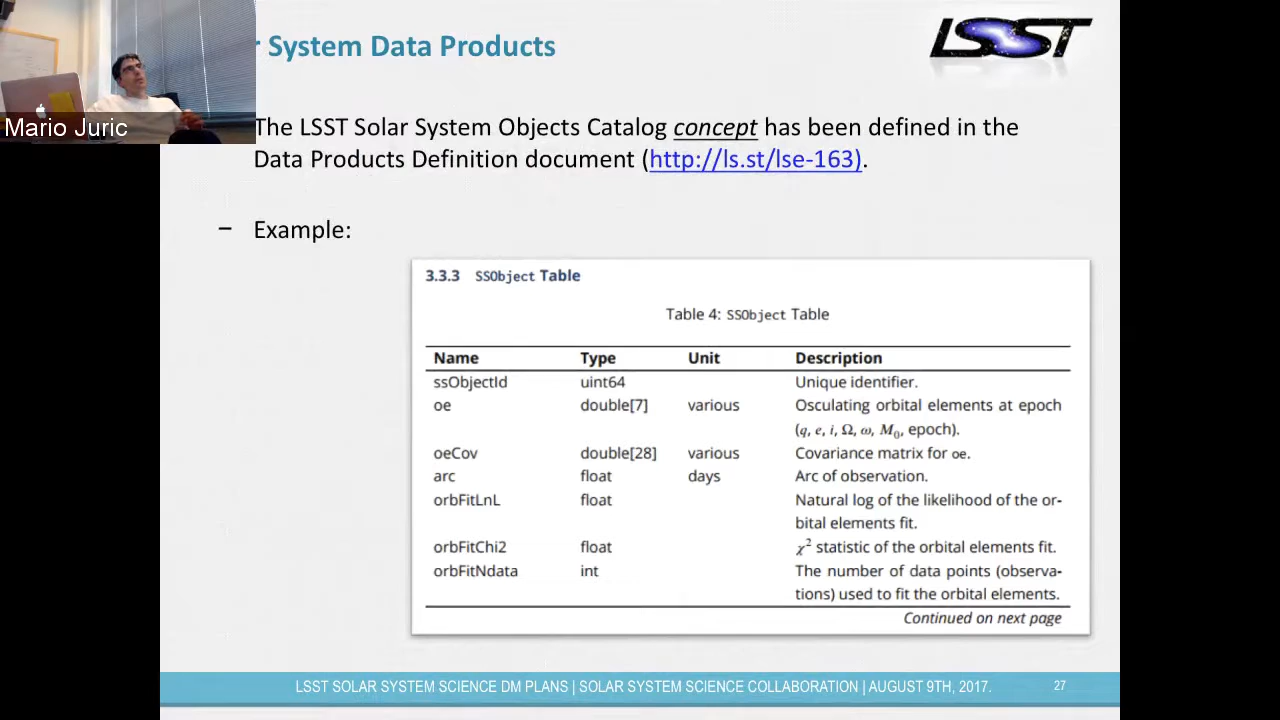 r System Data Products
LSST
Mario Juric
The LSST Solar System Objects Catalog concept has been defined in the
Data Products Definition document (http://ls.st/lse-163).
– Example:
3.3.3 SSObject Table
Table 4: SSObject Table
Name Type Unit Description
ssObjectId uint64 Unique identifier.
oe double[7] various Osculating orbital elements at epoch
(q, e, i, Ω, ω, M₀, epoch).
oeCov double[28] various Covariance matrix for oe.
arc float days Arc of observation.
orbFitLnL float Natural log of the likelihood of the or-
bital elements fit.
orbFitChi2 float χ² statistic of the orbital elements fit.
orbFitNdata int The number of data points (observa-
tions) used to fit the orbital elements.
Continued on next page
LSST SOLAR SYSTEM SCIENCE DM PLANS | SOLAR SYSTEM SCIENCE COLLABORATION | AUGUST 9TH, 2017. 27